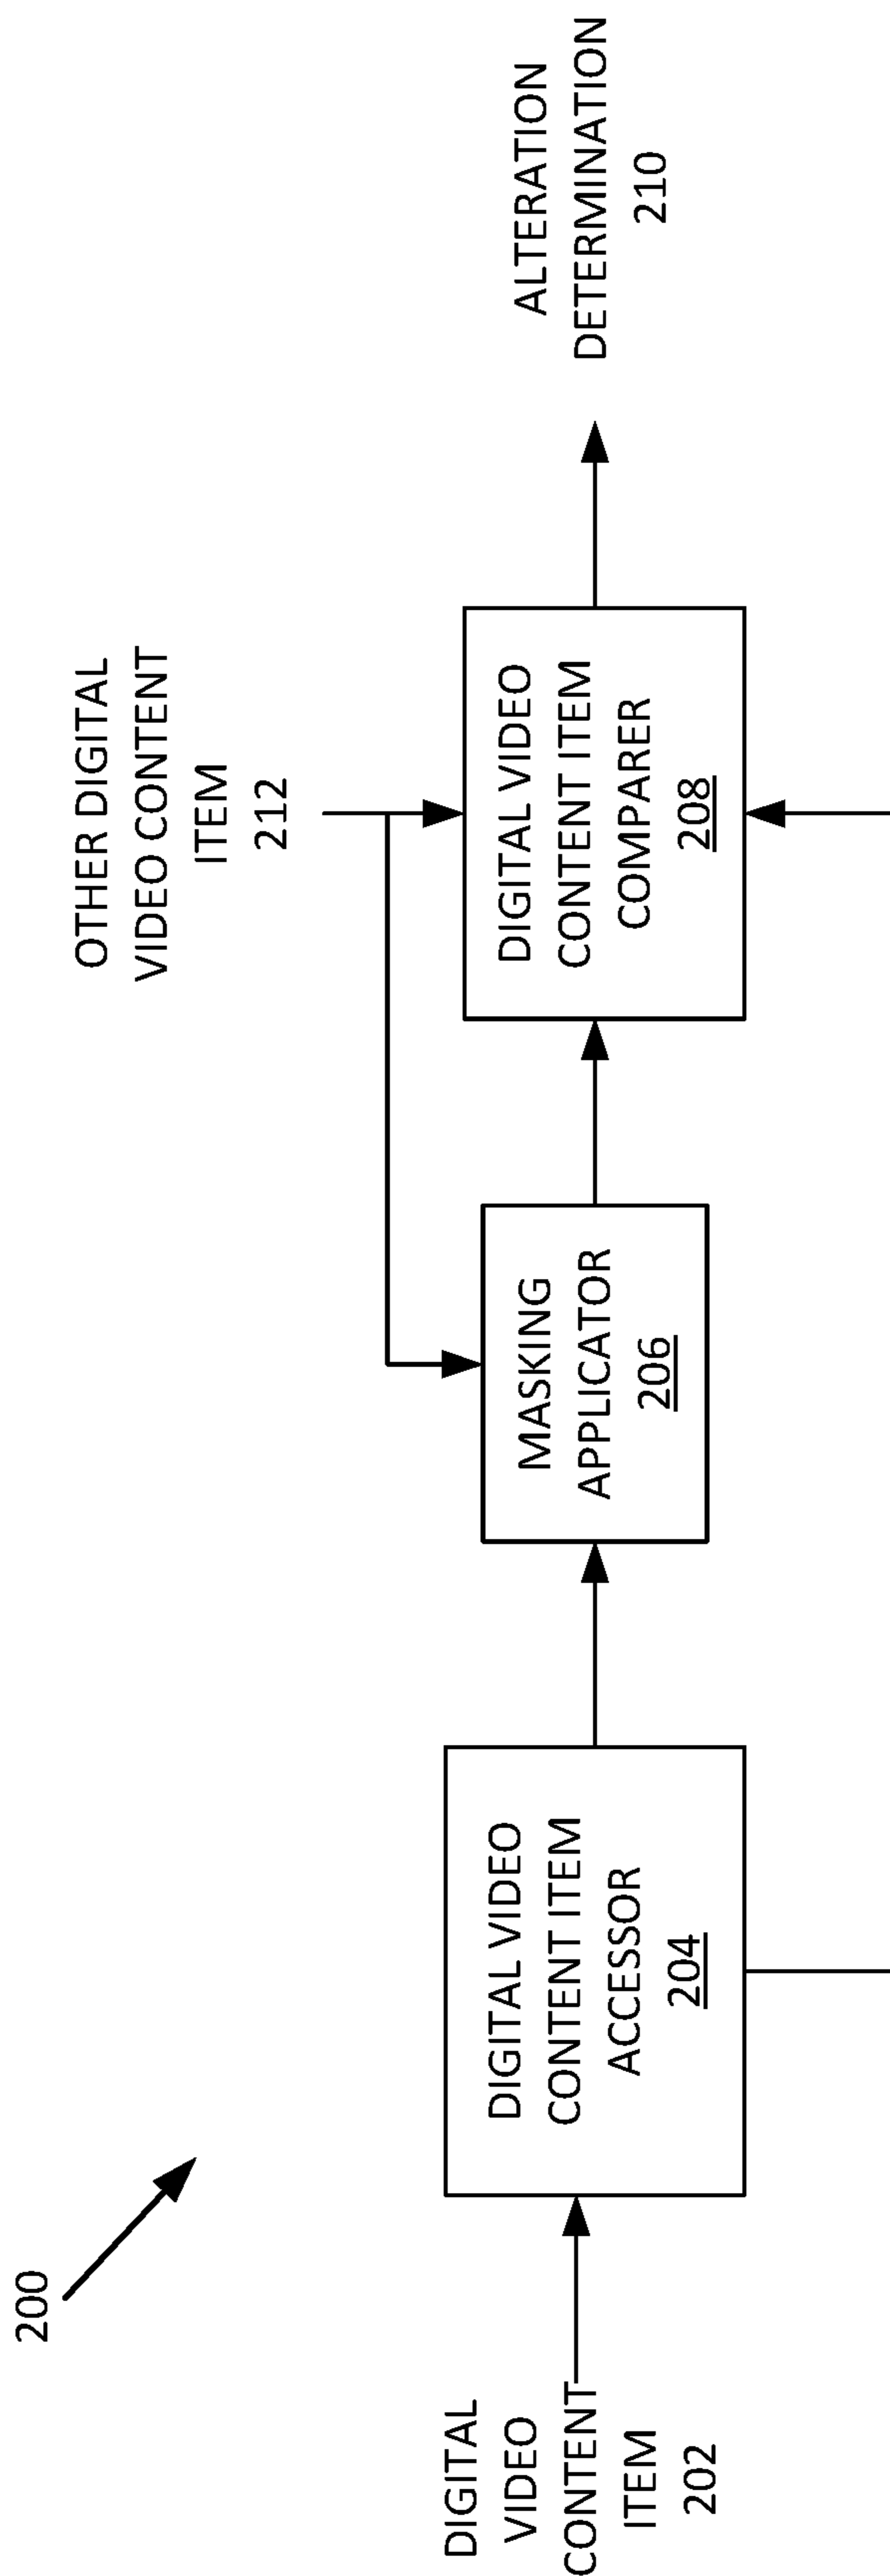 200
OTHER DIGITAL
VIDEO CONTENT
ITEM
212
DIGITAL
VIDEO
CONTENT
ITEM
202
DIGITAL VIDEO
CONTENT ITEM
ACCESSOR
204
MASKING
APPLICATOR
206
DIGITAL VIDEO
CONTENT ITEM
COMPARER
208
ALTERATION
DETERMINATION
210